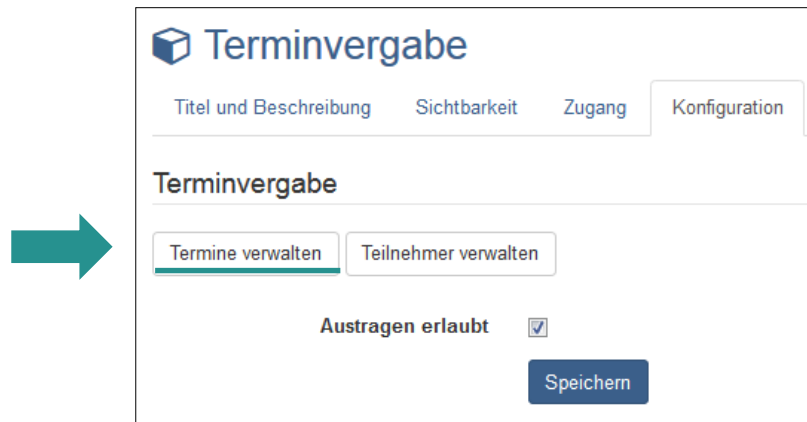 Terminvergabe
Titel und Beschreibung Sichtbarkeit Zugang Konfiguration
Terminvergabe
Termine verwalten Teilnehmer verwalten
Austragen erlaubt
Speichern